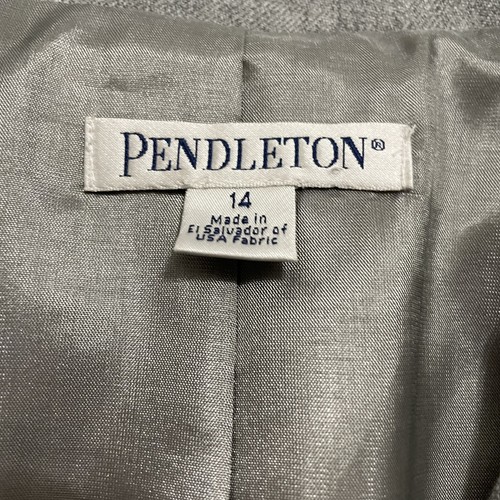 PENDLETON®
14
Made in
El Salvador of
USA Fabric